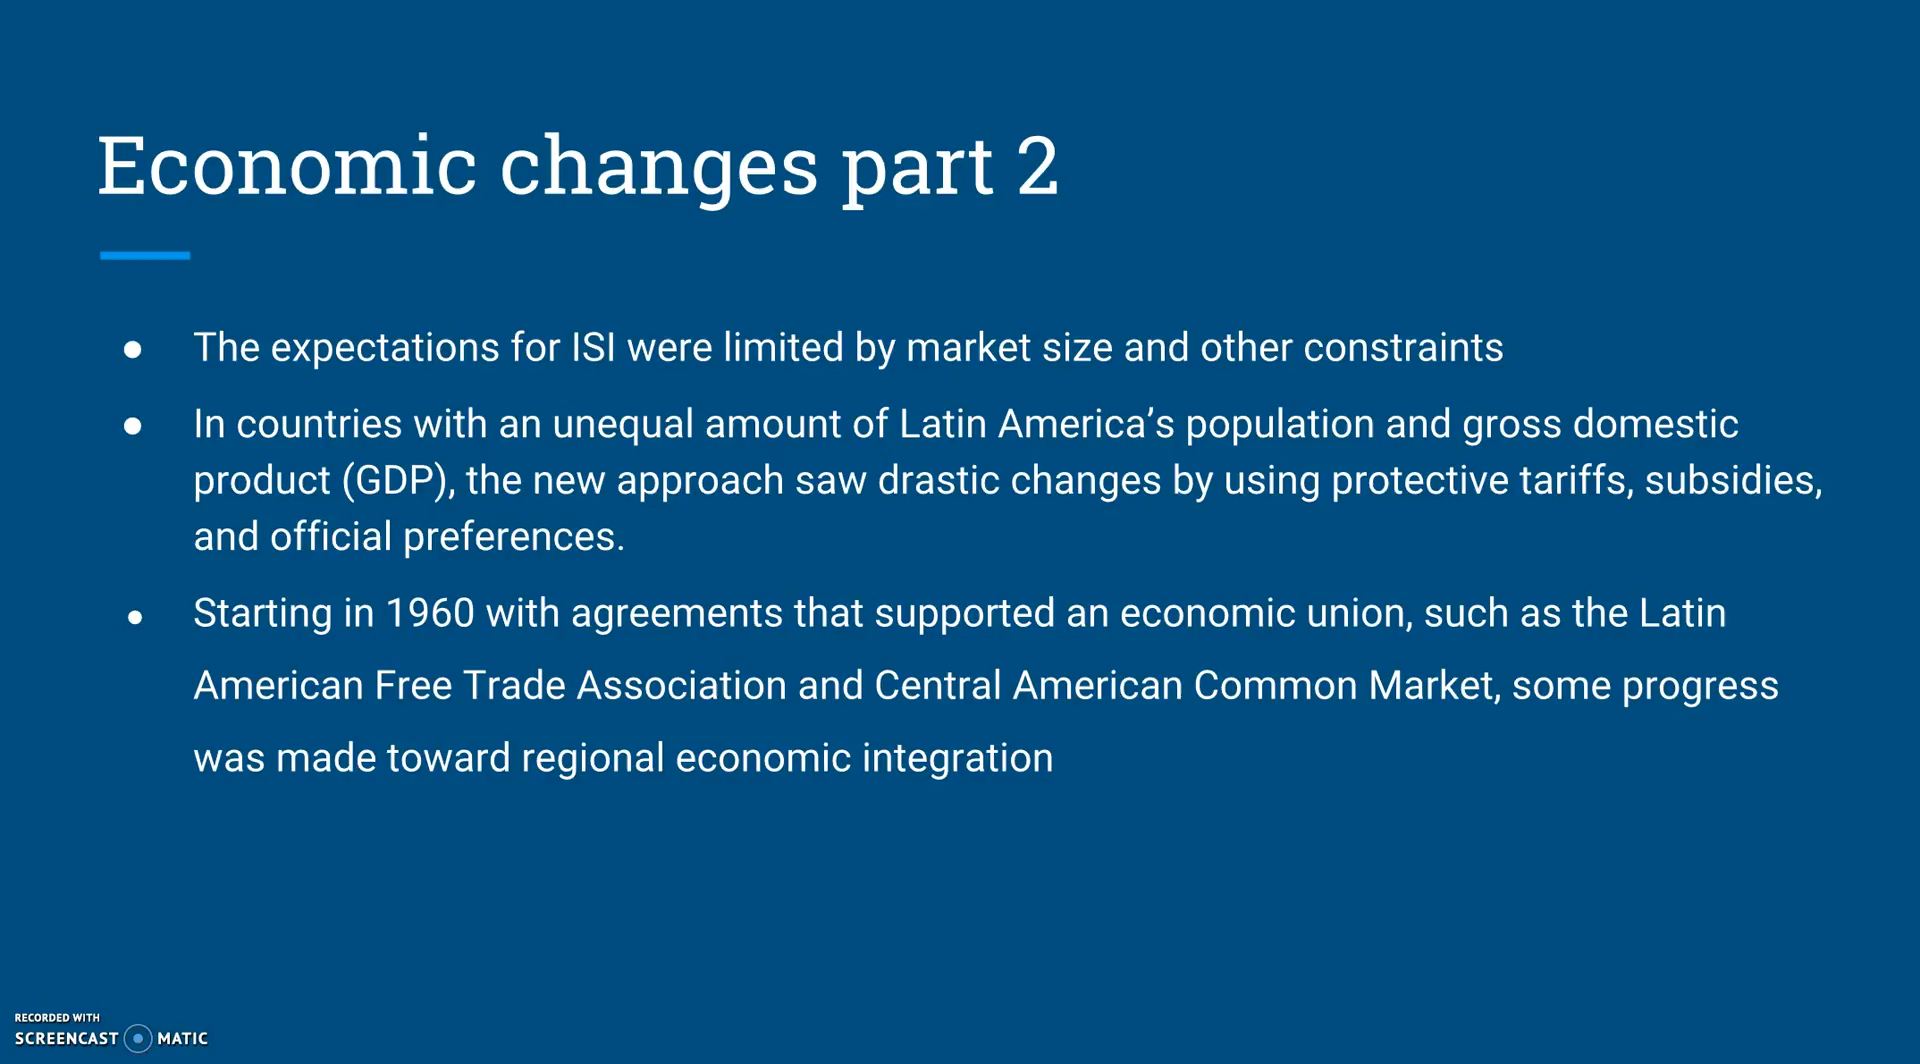 Economic changes part 2
● The expectations for ISI were limited by market size and other constraints
● In countries with an unequal amount of Latin America’s population and gross domestic
product (GDP), the new approach saw drastic changes by using protective tariffs, subsidies,
and official preferences.
● Starting in 1960 with agreements that supported an economic union, such as the Latin
American Free Trade Association and Central American Common Market, some progress
was made toward regional economic integration
RECORDED WITH
SCREENCAST MATIC